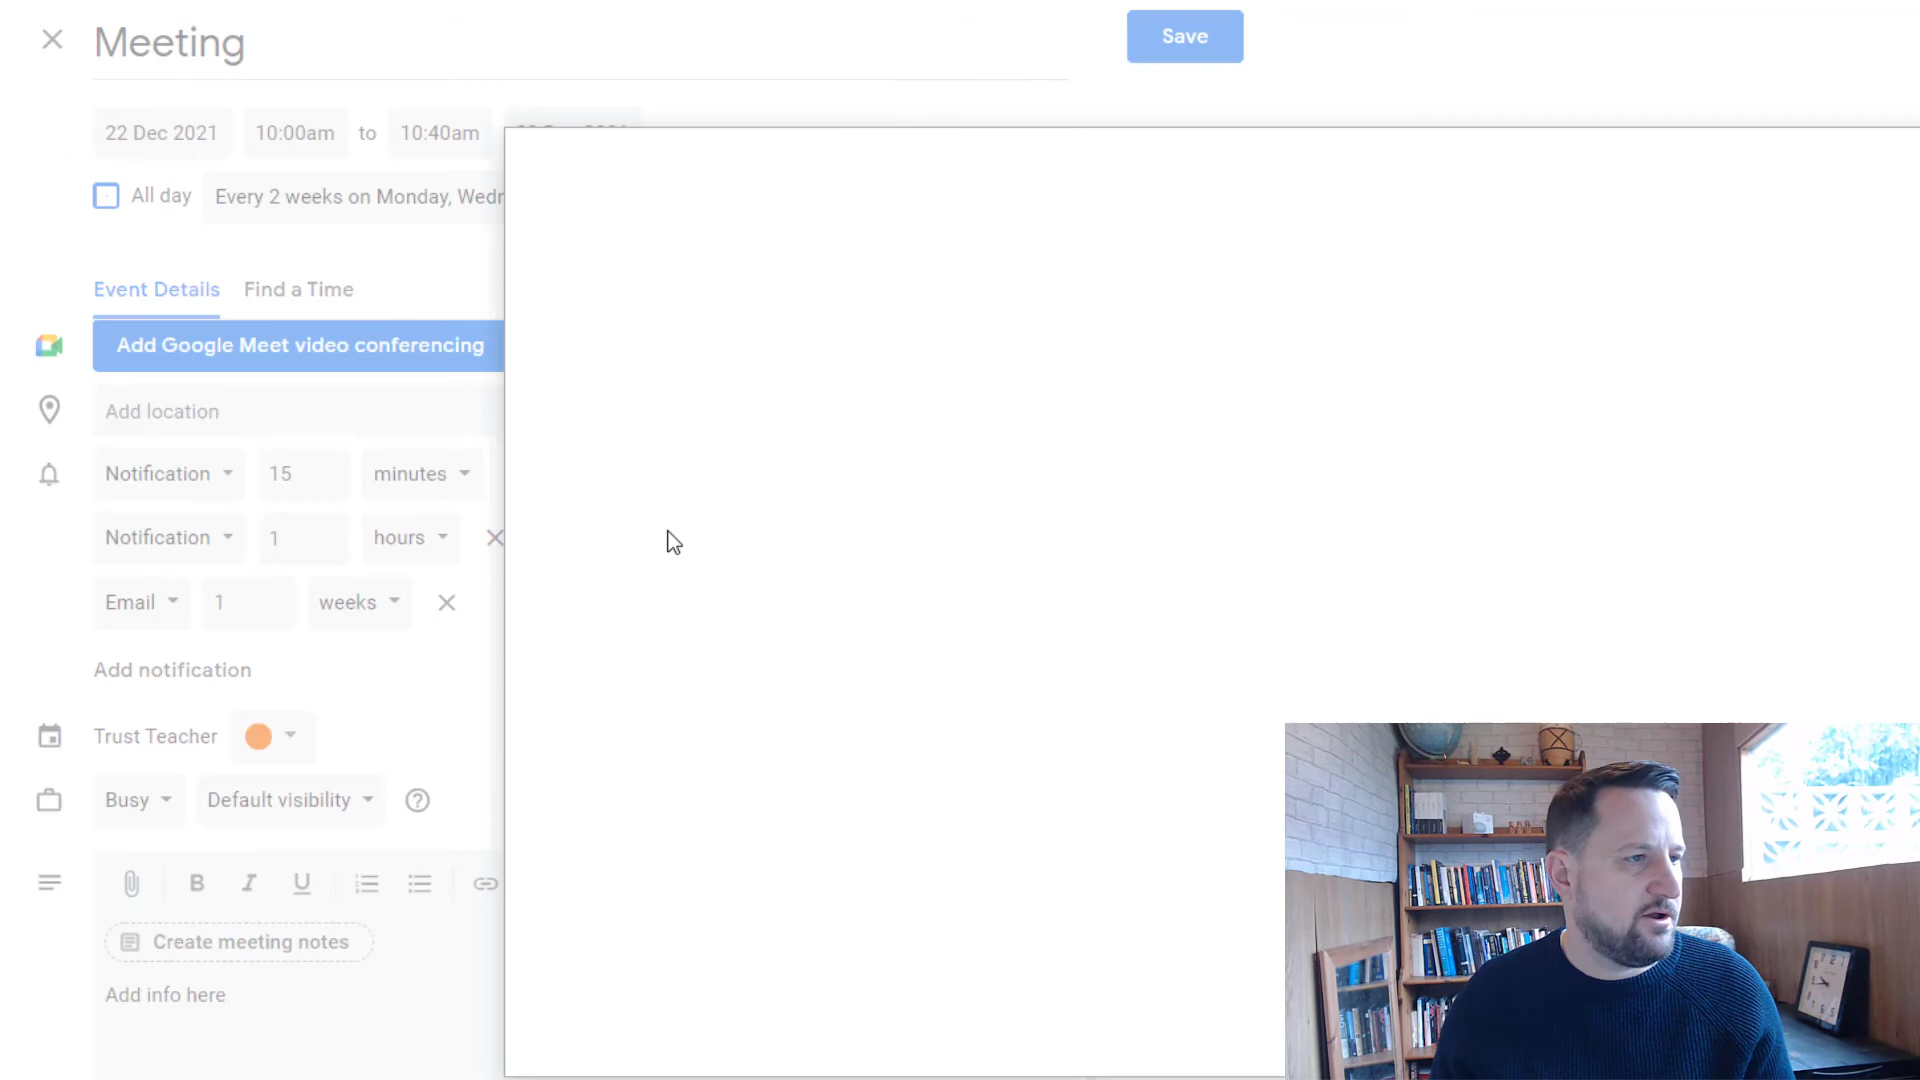 Meeting
Save
22 Dec 2021 10:00am to 10:40am
All day Every 2 weeks on Monday,
Event Details Find a Time
Add Google Meet video conferencing
Add location
Notification 15 minutes
Notification 1 hours
Email 1 weeks
Add notification
Trust Teacher
Busy Default visibility
B I U
Create meeting notes
Add info here